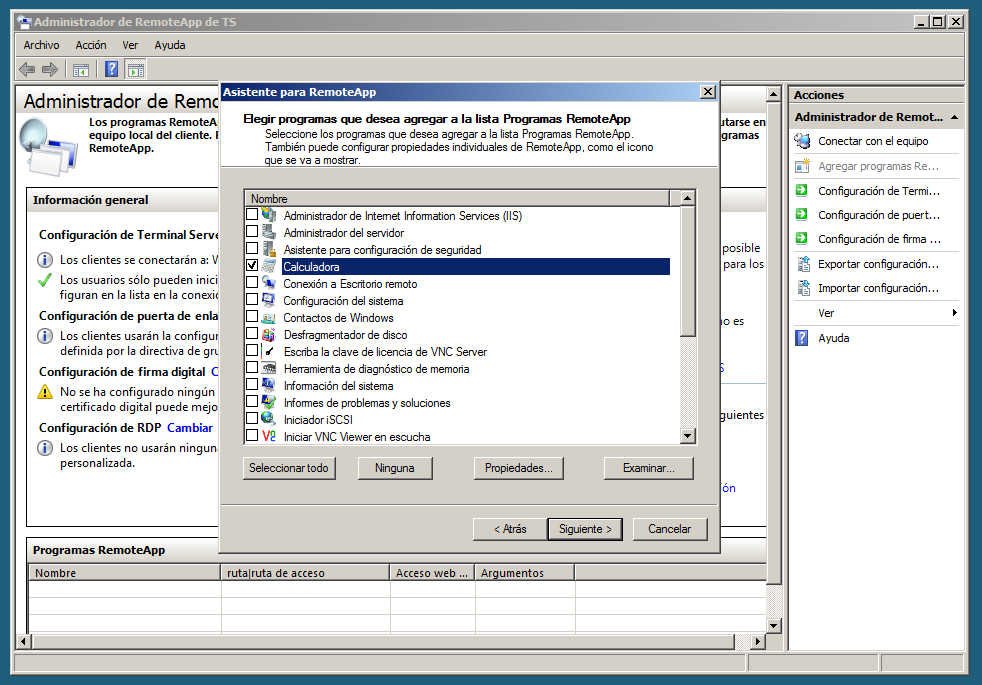 Administrador de RemoteApp de TS
Archivo Acción Ver Ayuda
Administrador de Remo
Los programas RemoteA
equipo local del cliente.
RemoteApp.
utarse en
gramas
Información general
Configuración de Terminal Serve
Los clientes se conectarán a:
Los usuarios sólo pueden inici
figuran en la lista en la conexió
Configuración de puerta de enla
Los clientes usarán la configur
definida por la directiva de gru
Configuración de firma digital C
No se ha configurado ningún
certificado digital puede mejo
Configuración de RDP Cambiar
Los clientes no usarán ningun
personalizada.
posible
para los
no es
guientes
ón
Asistente para RemoteApp
Elegir programas que desea agregar a la lista Programas RemoteApp
Seleccione los programas que desea agregar a la lista Programas RemoteApp.
También puede configurar propiedades individuales de RemoteApp, como el icono
que se va a mostrar.
Nombre
Administrador de Internet Information Services (IIS)
Administrador del servidor
Asistente para configuración de seguridad
Calculadora
Conexión a Escritorio remoto
Configuración del sistema
Contactos de Windows
Desfragmentador de disco
Escriba la clave de licencia de VNC Server
Herramienta de diagnóstico de memoria
Información del sistema
Informes de problemas y soluciones
Iniciador iSCSI
Iniciar VNC Viewer en escucha
Seleccionar todo Ninguna Propiedades... Examinar...
< Atrás Siguiente > Cancelar
Programas RemoteApp
Nombre ruta|ruta de acceso Acceso web ... Argumentos
Acciones
Administrador de Remot...
Conectar con el equipo
Agregar programas Re...
Configuración de Termi...
Configuración de puert...
Configuración de firma ...
Exportar configuración...
Importar configuración...
Ver
Ayuda